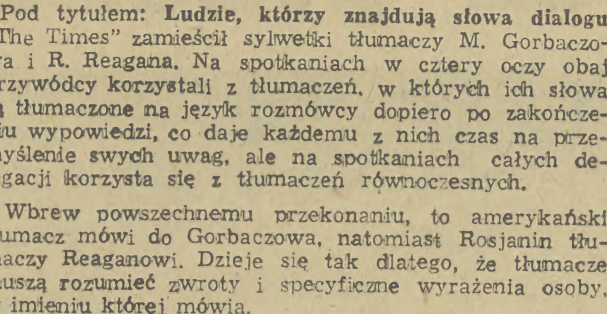 Pod tytułem: Ludzie, którzy znajdują słowa dialogu
The Times” zamieścił sylwetki tłumaczy M. Gorbaczo-
a i R. Reagana. Na spotkaniach w cztery oczy obaj
rzywódcy korzystali z tłumaczeń, w których ich słowa
ą tłumaczone na język rozmówcy dopiero po zakończe-
iu wypowiedzi, co daje każdemu z nich czas na prze-
yślenie swych uwag, ale na spotkaniach całych de-
egacji korzysta się z tłumaczeń równoczesnych.
Wbrew powszechnemu przekonaniu, to amerykański
umacz mówi do Gorbaczowa, natomiast Rosjanin tłu-
aczy Reaganowi. Dzieje się tak dlatego, że tłumacze
uszą rozumieć zwroty i specyficzne wyrażenia osoby,
imieniu której mówią.